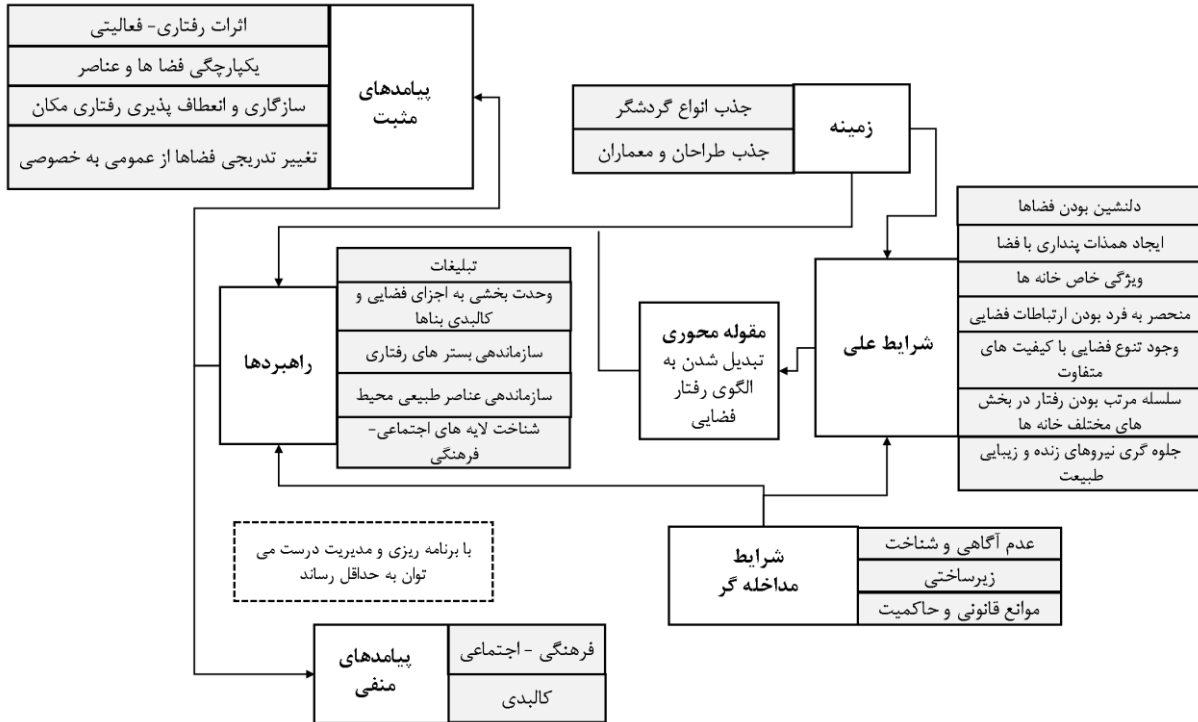 پیامدهای
مثبت
اثرات رفتاری- فعالیتی
یکپارچگی فضا ها و عناصر
سازگاری و انعطاف پذیری رفتاری مکان
تغییر تدریجی فضاها از عمومی به خصوصی
زمینه
جذب انواع گردشگر
جذب طراحان و معماران
دلنشین بودن فضاها
ایجاد همذات پنداری با فضا
ویژگی خاص خانه ها
منحصر به فرد بودن ارتباطات فضایی
وجود تنوع فضایی با کیفیت های
متفاوت
سلسله مرتب بودن رفتار در بخش
های مختلف خانه ها
جلوه گری نیروهای زنده و زیبایی
طبیعت
شرایط علی
مقوله محوری
تبدیل شدن به
الگوی رفتار
فضایی
تبلیغات
وحدت بخشی به اجزای فضایی و
کالبدی بناها
سازماندهی بستر های رفتاری
سازماندهی عناصر طبیعی محیط
شناخت لایه های اجتماعی-
فرهنگی
راهبردها
شرایط
مداخله گر
عدم آگاهی و شناخت
زیرساختی
موانع قانونی و حاکمیت
با برنامه ریزی و مدیریت درست می
توان به حداقل رساند
پیامدهای
منفی
فرهنگی - اجتماعی
کالبدی